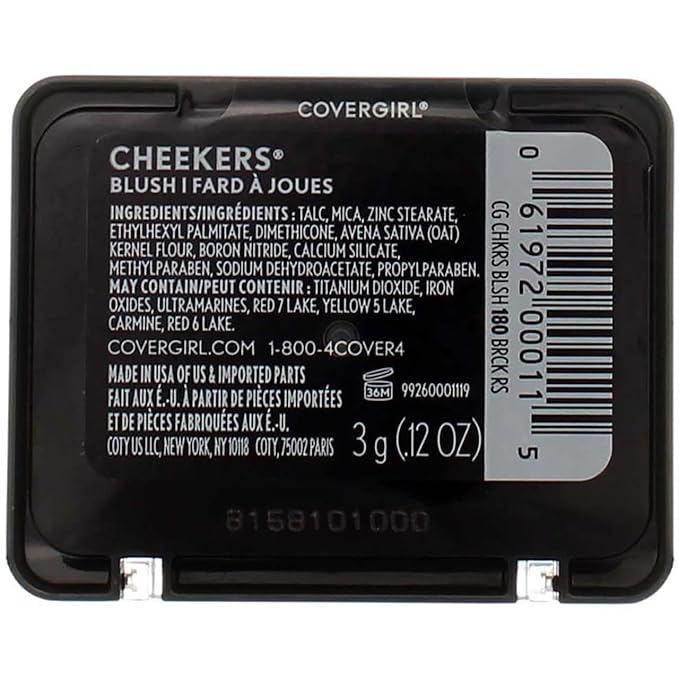 COVERGIRL®
CHEEKERS®
BLUSH | FARD À JOUES
INGREDIENTS/INGRÉDIENTS : TALC, MICA, ZINC STEARATE,
ETHYLHEXYL PALMITATE, DIMETHICONE, AVENA SATIVA (OAT)
KERNEL FLOUR, BORON NITRIDE, CALCIUM SILICATE,
METHYLPARABEN, SODIUM DEHYDROACETATE, PROPYLPARABEN.
MAY CONTAIN/PEUT CONTENIR : TITANIUM DIOXIDE, IRON
OXIDES, ULTRAMARINES, RED 7 LAKE, YELLOW 5 LAKE,
CARMINE, RED 6 LAKE.
COVERGIRL.COM 1-800-4COVER4
MADE IN USA OF US & IMPORTED PARTS
FAIT AUX É.-U. À PARTIR DE PIÈCES IMPORTÉES
ET DE PIÈCES FABRIQUÉES AUX É.-U.
COTY US LLC, NEW YORK, NY 10118 COTY, 75002 PARIS
36M
99260001119
3 g (.12 OZ)
0 61972 00011 5
CG CHKRS BLSH 180 BRCK RS
8158101000